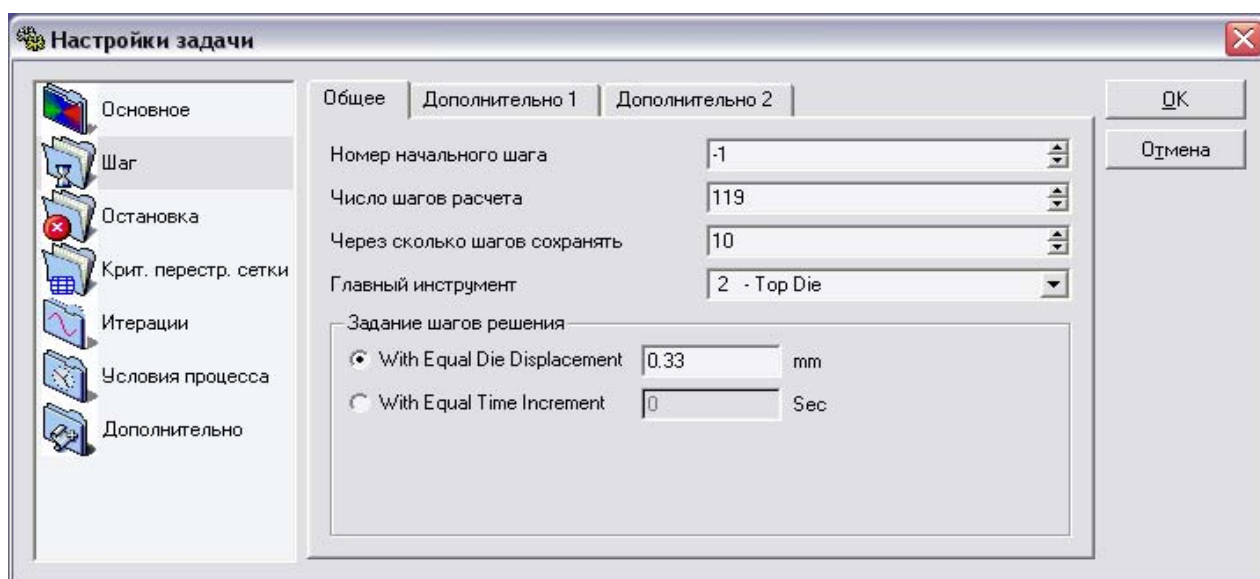 Настройки задачи
Основное
Шаг
Остановка
Крит. перестр. сетки
Итерации
Условия процесса
Дополнительно
Общее
Дополнительно 1
Дополнительно 2
Номер начального шага
-1
Число шагов расчета
119
Через сколько шагов сохранять
10
Главный инструмент
2 - Top Die
Задание шагов решения
With Equal Die Displacement
0.33
mm
With Equal Time Increment
0
Sec
OK
Отмена